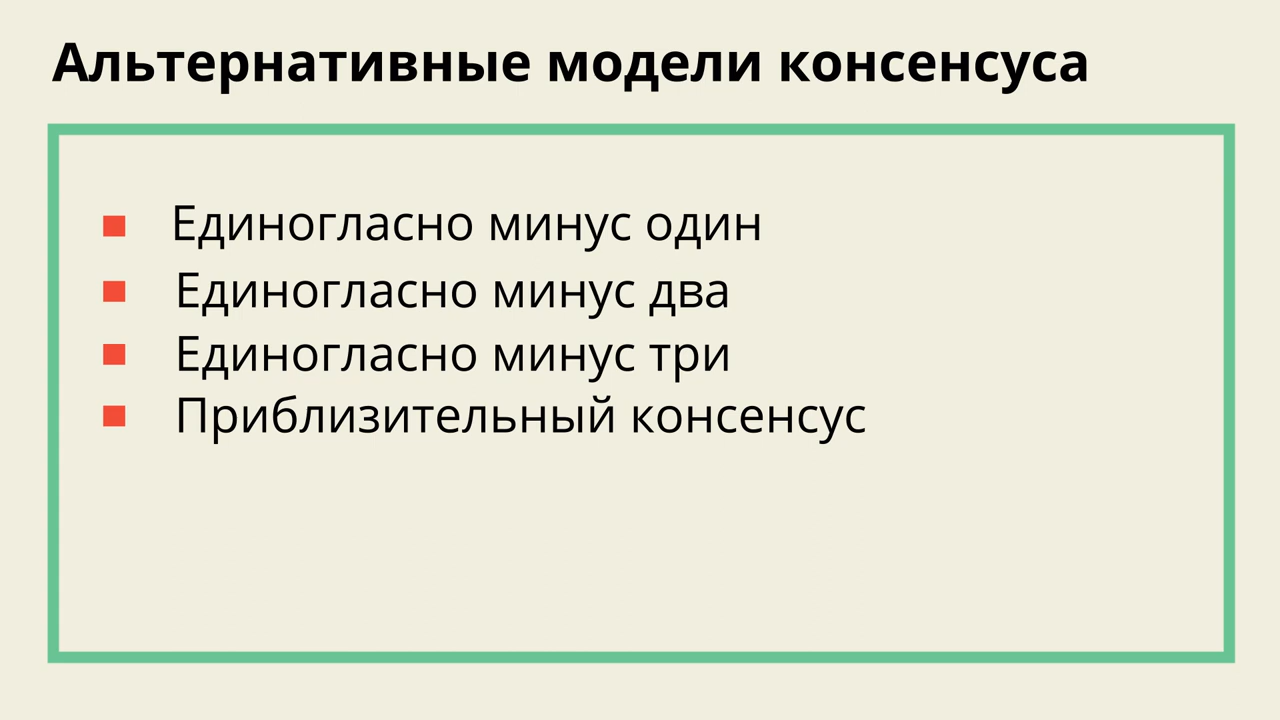 Альтернативные модели консенсуса
Единогласно минус один
Единогласно минус два
Единогласно минус три
Приблизительный консенсус